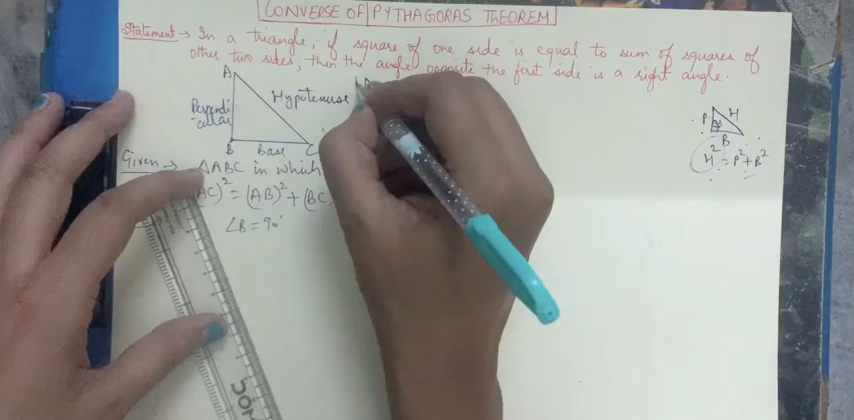 CONVERSE OF PYTHAGORAS THEOREM
Statement → In a triangle, if square of one side is equal to sum of squares of
other two sides, then the angle opposite the first side is a right angle.
A
Perpendi
-cular
Hypotenuse
B
Base
C
P
H
B
H² = P² + B²
Given →
△ABC in which
AC)² = (AB)² + (BC
∠B = 90°